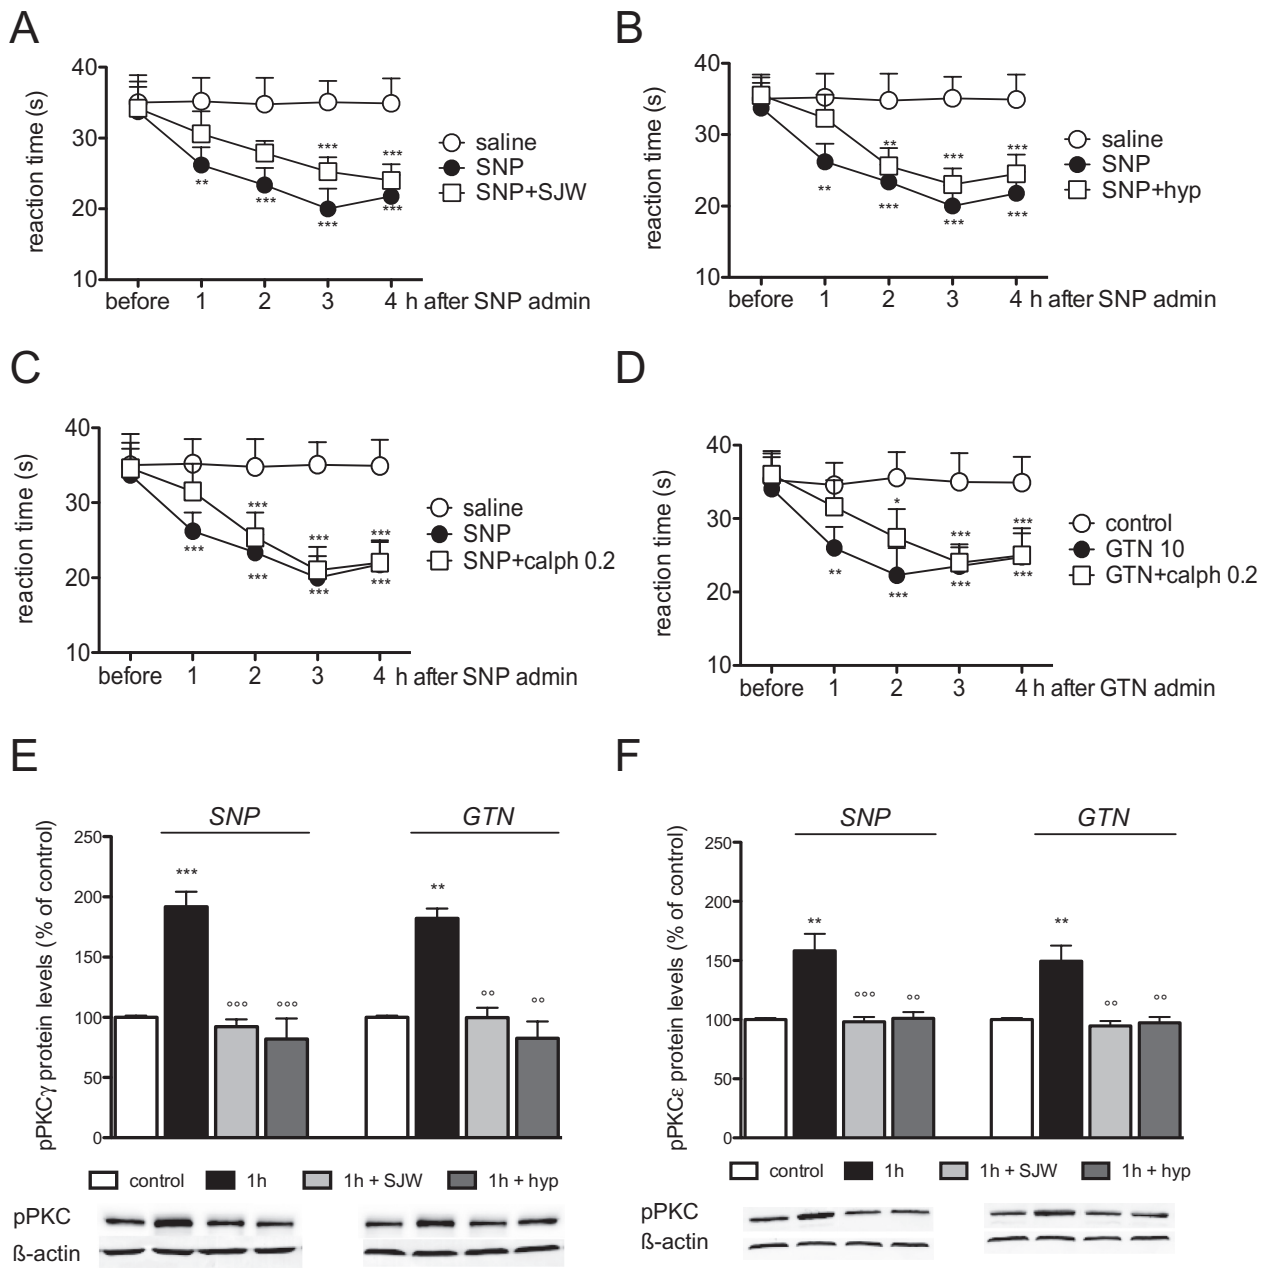 A
reaction time (s)
40
30
20
10
***
***
**
***
***
***
saline
SNP
SNP+SJW
before 1 2 3 4 h after SNP admin
B
reaction time (s)
40
30
20
10
**
***
***
**
***
***
***
saline
SNP
SNP+hyp
before 1 2 3 4 h after SNP admin
C
reaction time (s)
40
30
20
10
***
***
***
***
***
***
***
saline
SNP
SNP+calph 0.2
before 1 2 3 4 h after SNP admin
D
reaction time (s)
40
30
20
10
*
***
***
**
***
***
***
control
GTN 10
GTN+calph 0.2
before 1 2 3 4 h after GTN admin
E
SNP GTN
pPKCγ protein levels (% of control)
250
200
150
100
50
0
***
°°°
°°°
**
°°
°°
control 1h 1h + SJW 1h + hyp
pPKC
ß-actin
F
SNP GTN
pPKCε protein levels (% of control)
250
200
150
100
50
0
**
°°°
°°
**
°°
°°
control 1h 1h + SJW 1h + hyp
pPKC
ß-actin